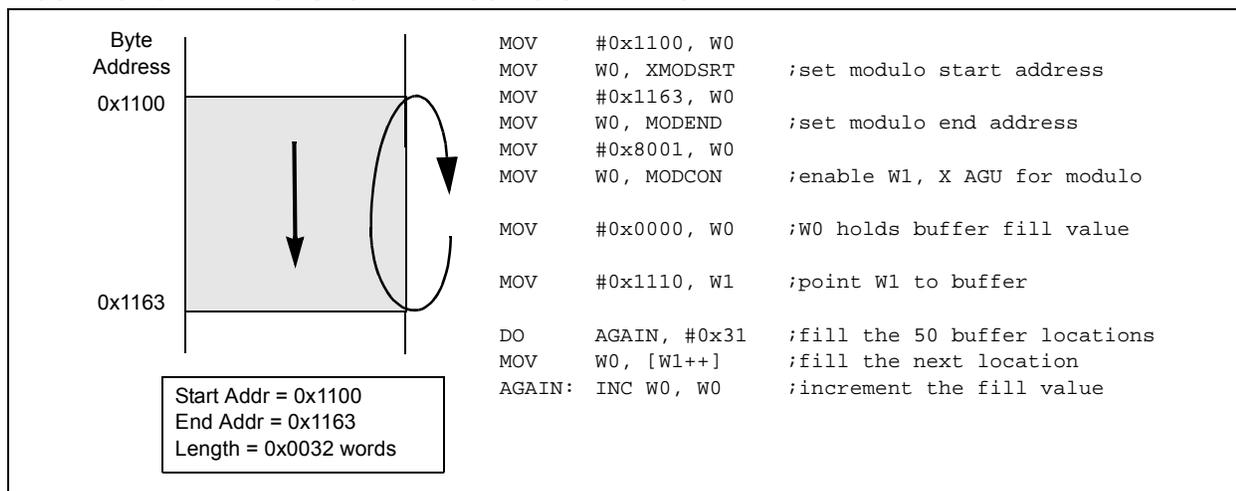 Byte
Address
0x1100
0x1163
Start Addr = 0x1100
End Addr = 0x1163
Length = 0x0032 words
MOV #0x1100, W0
MOV W0, XMODSRT ;set modulo start address
MOV #0x1163, W0
MOV W0, MODEND ;set modulo end address
MOV #0x8001, W0
MOV W0, MODCON ;enable W1, X AGU for modulo
MOV #0x0000, W0 ;W0 holds buffer fill value
MOV #0x1110, W1 ;point W1 to buffer
DO AGAIN, #0x31 ;fill the 50 buffer locations
MOV W0, [W1++] ;fill the next location
AGAIN: INC W0, W0 ;increment the fill value